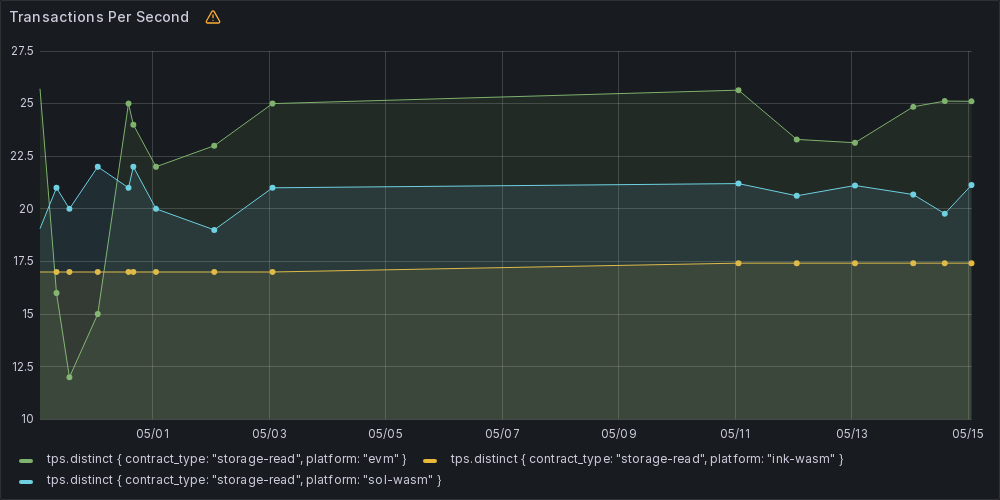 Transactions Per Second
27.5
25
22.5
20
17.5
15
12.5
10
05/01 05/03 05/05 05/07 05/09 05/11 05/13 05/15
tps.distinct { contract_type: "storage-read", platform: "evm" } tps.distinct { contract_type: "storage-read", platform: "ink-wasm" }
tps.distinct { contract_type: "storage-read", platform: "sol-wasm" }